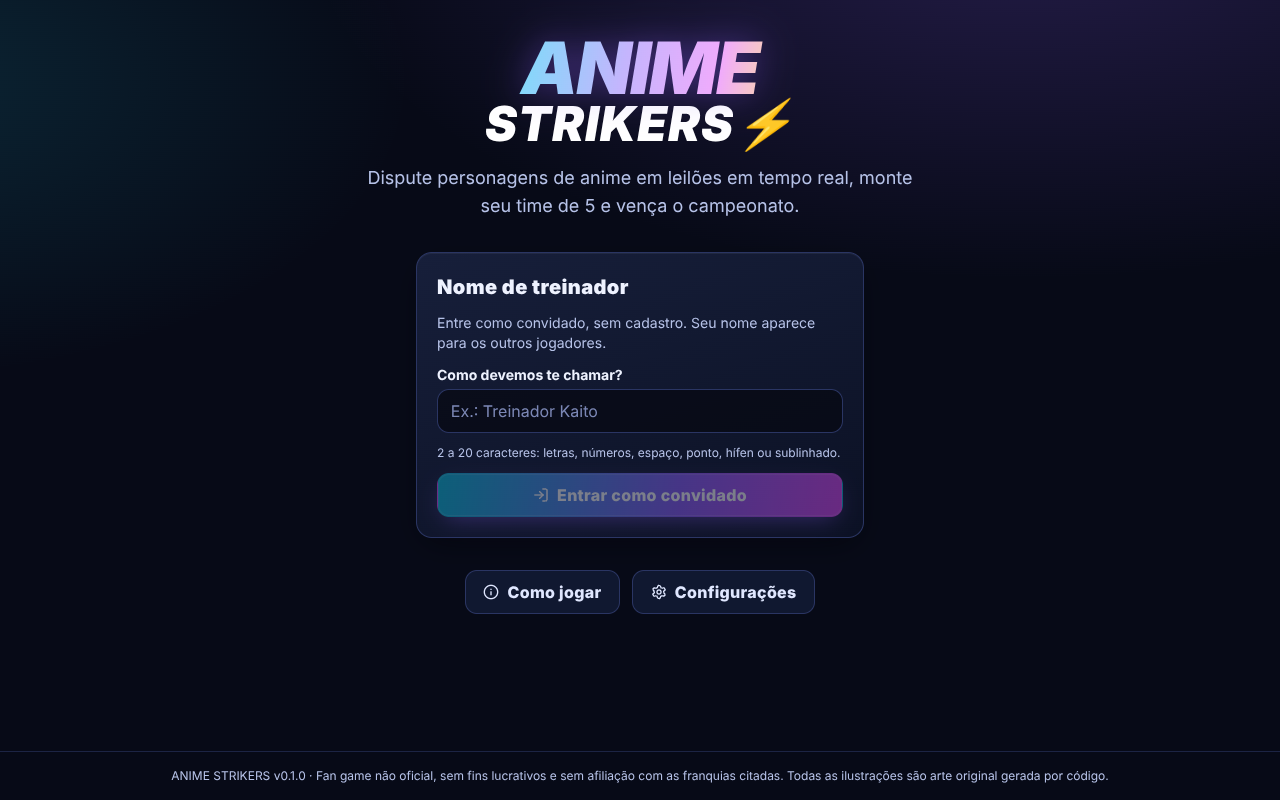 ANIME
STRIKERS⚡
Dispute personagens de anime em leilões em tempo real, monte
seu time de 5 e vença o campeonato.
Nome de treinador
Entre como convidado, sem cadastro. Seu nome aparece
para os outros jogadores.
Como devemos te chamar?
Ex.: Treinador Kaito
2 a 20 caracteres: letras, números, espaço, ponto, hífen ou sublinhado.
Entrar como convidado
Como jogar
Configurações
ANIME STRIKERS v0.1.0 · Fan game não oficial, sem fins lucrativos e sem afiliação com as franquias citadas. Todas as ilustrações são arte original gerada por código.